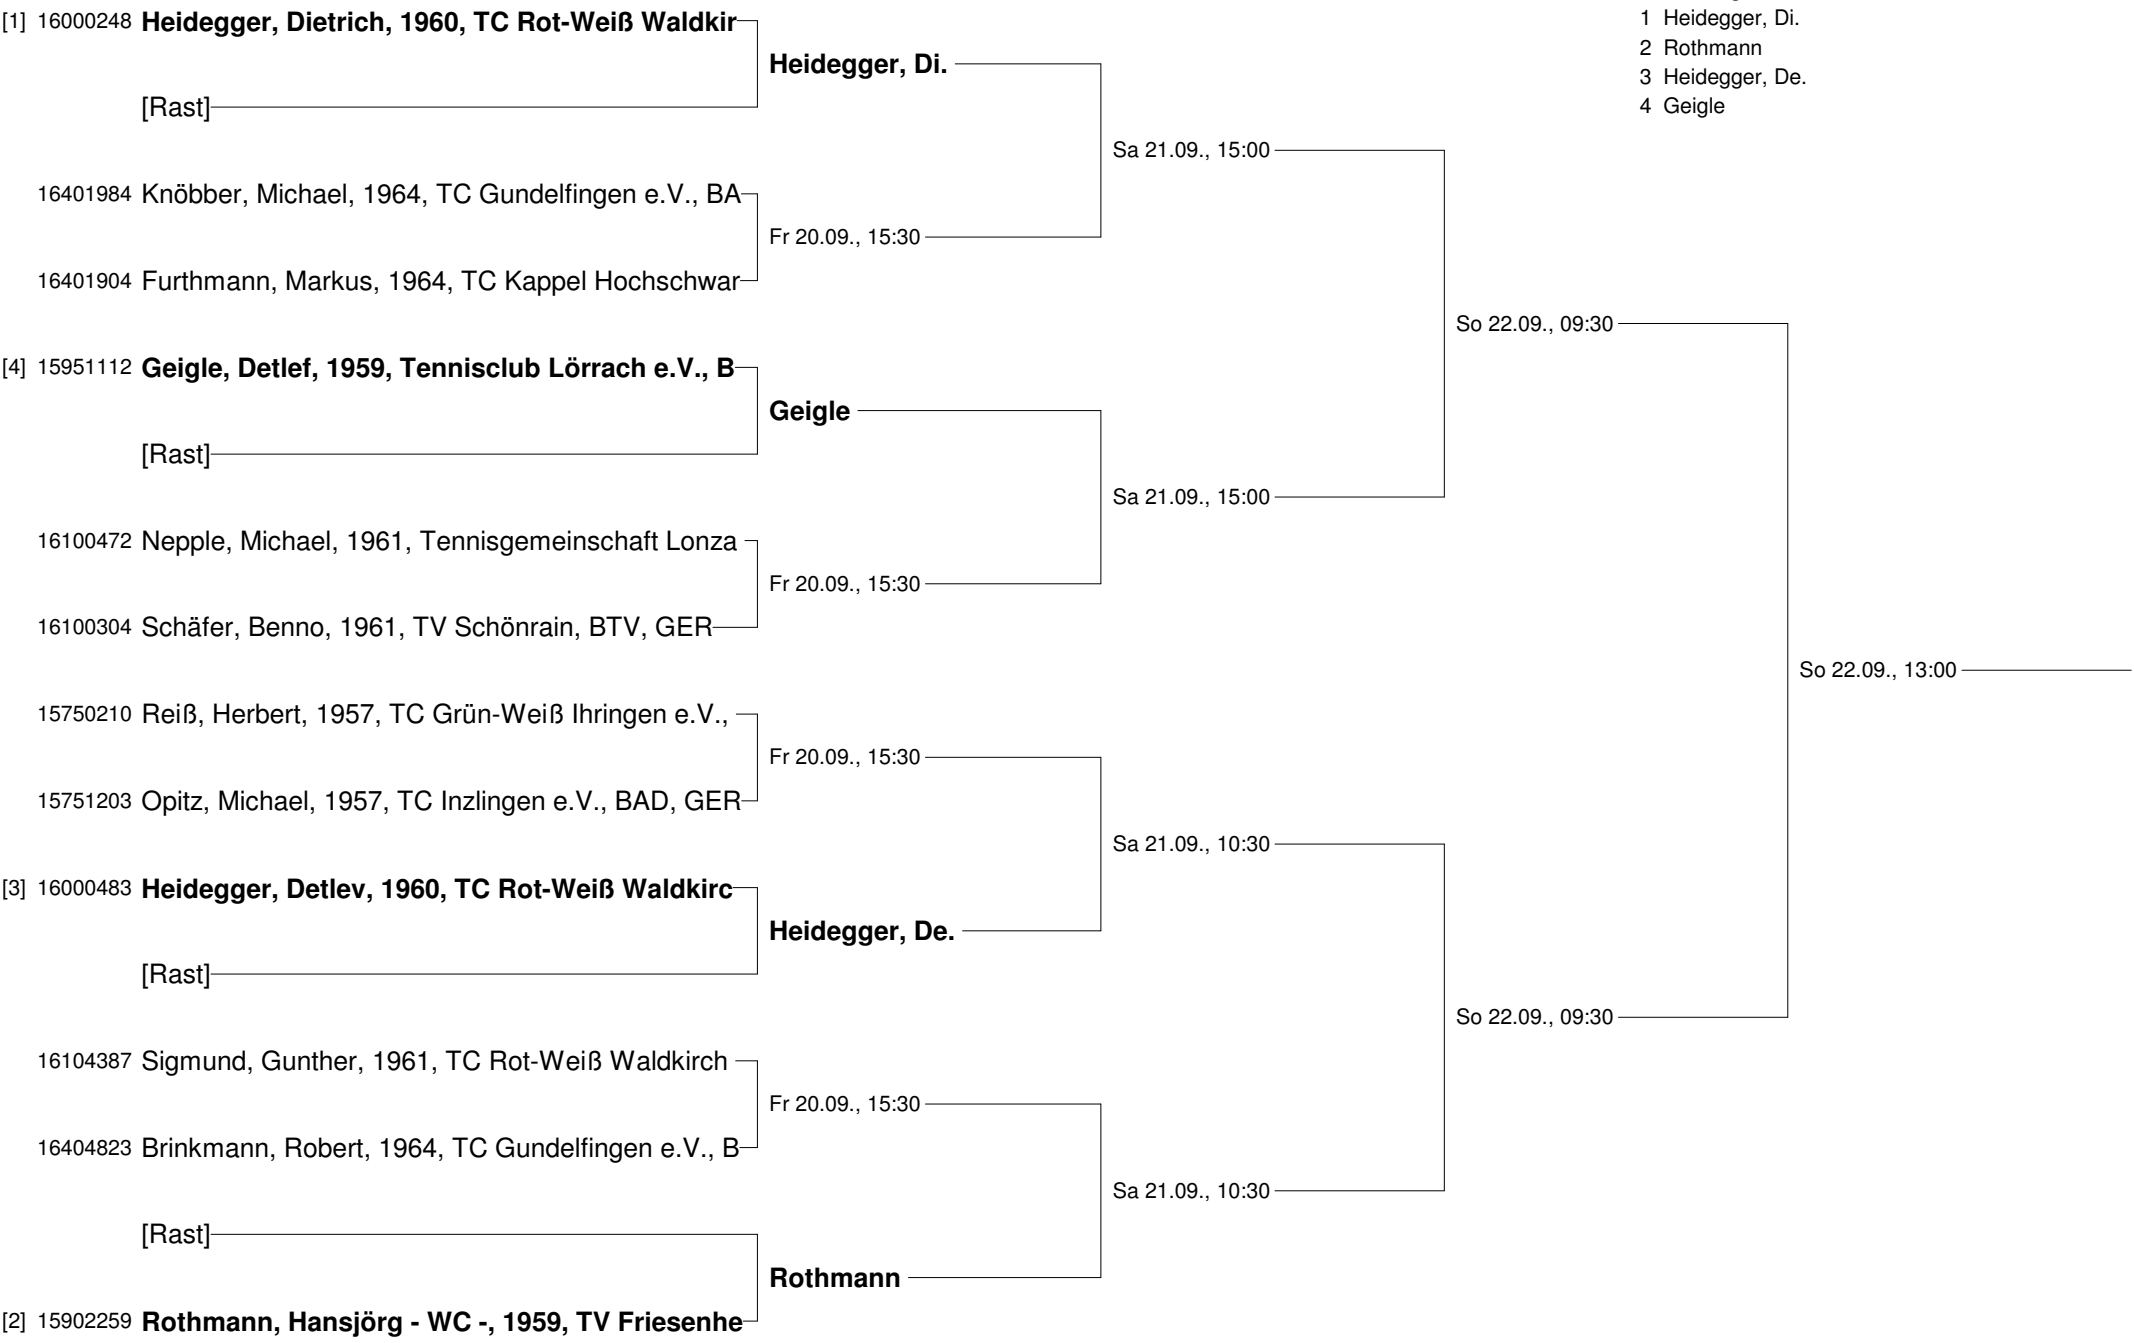 [1] 16000248 Heidegger, Dietrich, 1960, TC Rot-Weiß Waldkir
1 Heidegger, Di.
2 Rothmann
Heidegger, Di.
3 Heidegger, De.
[Rast]
4 Geigle
Sa 21.09., 15:00
16401984 Knöbber, Michael, 1964, TC Gundelfingen e.V., BA
Fr 20.09., 15:30
16401904 Furthmann, Markus, 1964, TC Kappel Hochschwar
So 22.09., 09:30
[4] 15951112 Geigle, Detlef, 1959, Tennisclub Lörrach e.V., B
Geigle
[Rast]
Sa 21.09., 15:00
16100472 Nepple, Michael, 1961, Tennisgemeinschaft Lonza
Fr 20.09., 15:30
16100304 Schäfer, Benno, 1961, TV Schönrain, BTV, GER
So 22.09., 13:00
15750210 Reiß, Herbert, 1957, TC Grün-Weiß Ihringen e.V.,
Fr 20.09., 15:30
15751203 Opitz, Michael, 1957, TC Inzlingen e.V., BAD, GER
Sa 21.09., 10:30
[3] 16000483 Heidegger, Detlev, 1960, TC Rot-Weiß Waldkirc
Heidegger, De.
[Rast]
So 22.09., 09:30
16104387 Sigmund, Gunther, 1961, TC Rot-Weiß Waldkirch
Fr 20.09., 15:30
16404823 Brinkmann, Robert, 1964, TC Gundelfingen e.V., B
Sa 21.09., 10:30
[Rast]
Rothmann
[2] 15902259 Rothmann, Hansjörg - WC -, 1959, TV Friesenhe